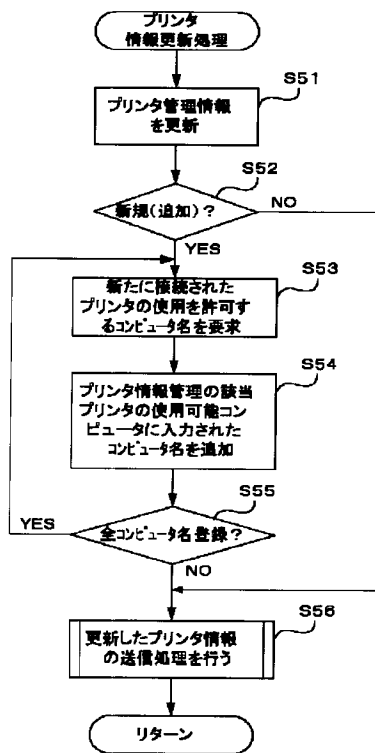 プリンタ
情報更新処理
S51
プリンタ管理情報
を更新
S52
新規(追加)?
NO
YES
S53
新たに接続された
プリンタの使用を許可す
るコンピュータ名を要求
S54
プリンタ情報管理の該当
プリンタの使用可能コン
ピュータに入力された
コンピュータ名を追加
S55
YES
全コンピュータ名登録?
NO
S56
更新したプリンタ情報
の送信処理を行う
リターン